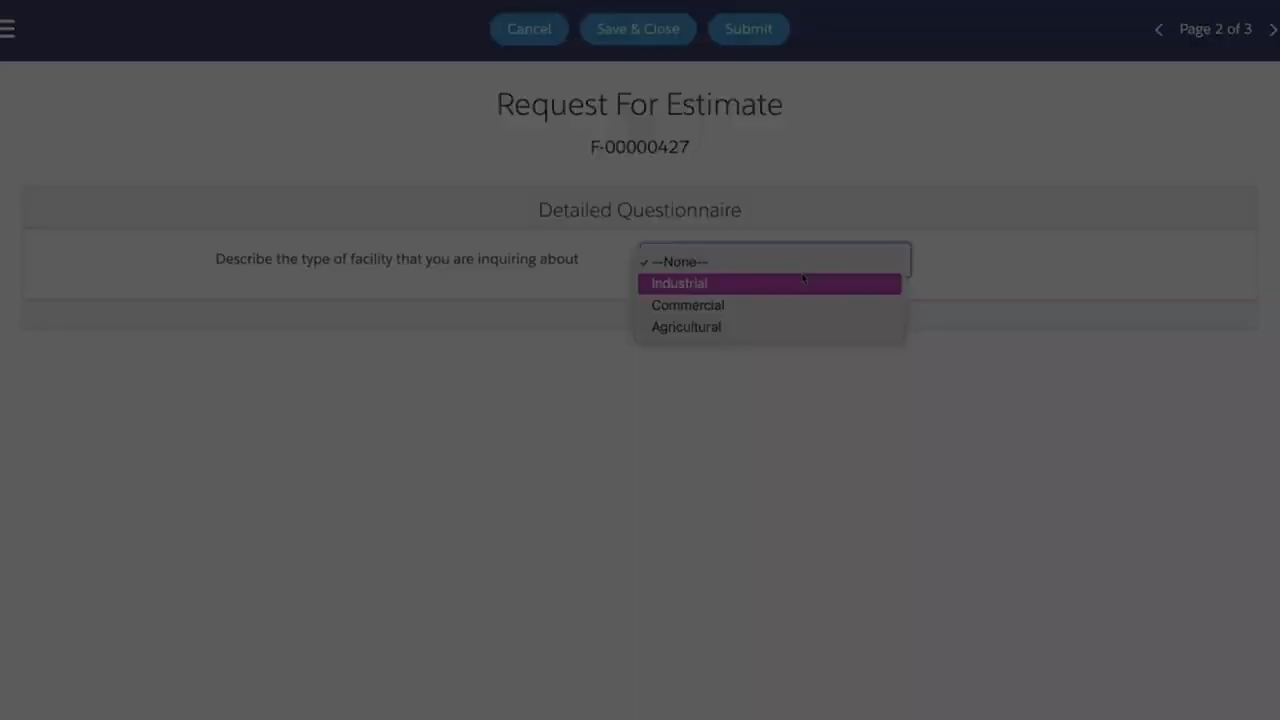 Cancel
Save & Close
Submit
Page 2 of 3
Request For Estimate
F-00000427
Detailed Questionnaire
Describe the type of facility that you are inquiring about
✓ --None--
Industrial
Commercial
Agricultural